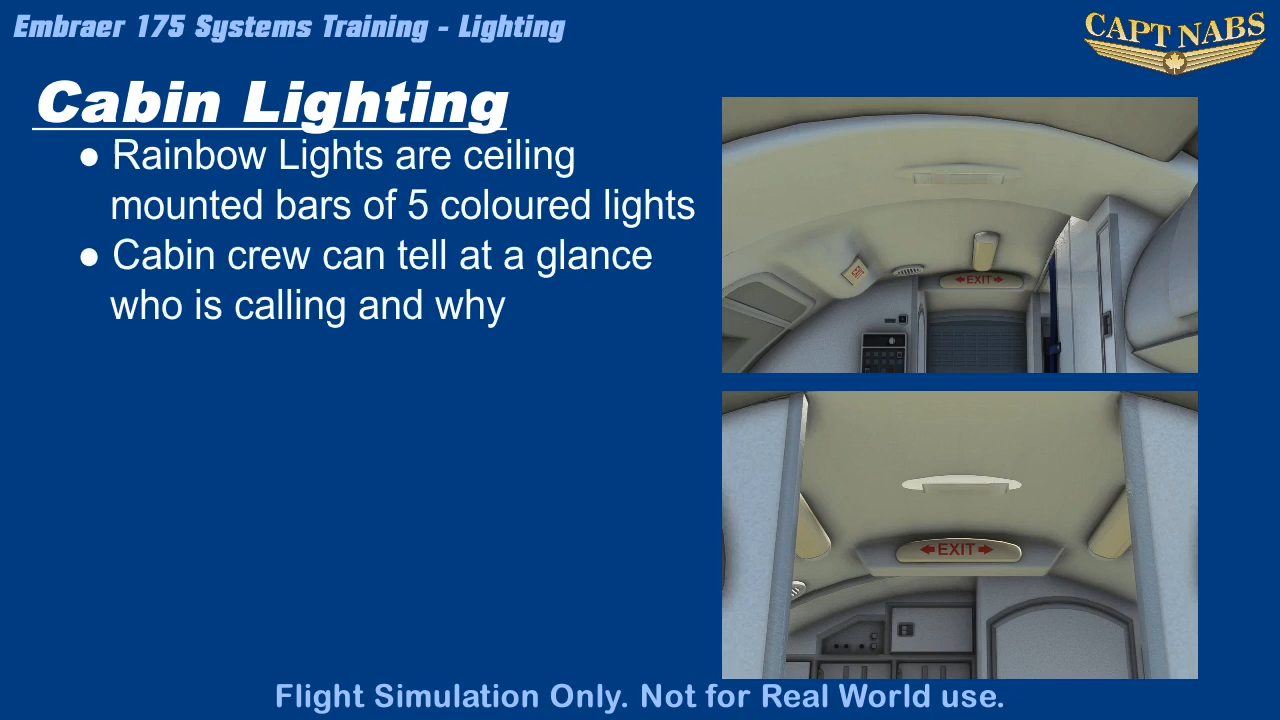 Embraer 175 Systems Training - Lighting
CAPT NABS
Cabin Lighting
● Rainbow Lights are ceiling
mounted bars of 5 coloured lights
● Cabin crew can tell at a glance
who is calling and why
EXIT
EXIT
EXIT
Flight Simulation Only. Not for Real World use.